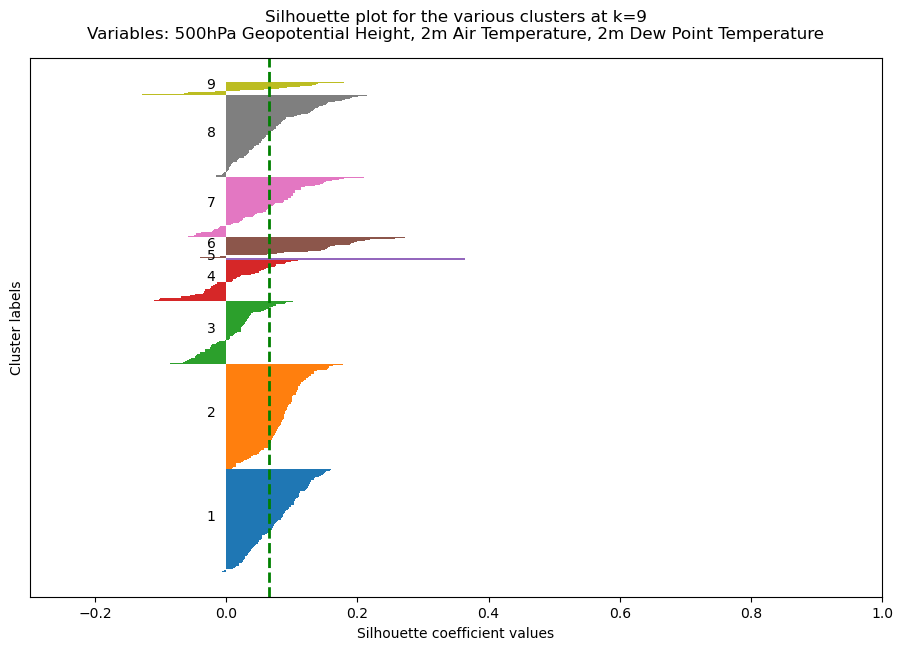 Silhouette plot for the various clusters at k=9
Variables: 500hPa Geopotential Height, 2m Air Temperature, 2m Dew Point Temperature
9
8
7
6
5
4
3
2
1
Cluster labels
−0.2 0.0 0.2 0.4 0.6 0.8 1.0
Silhouette coefficient values